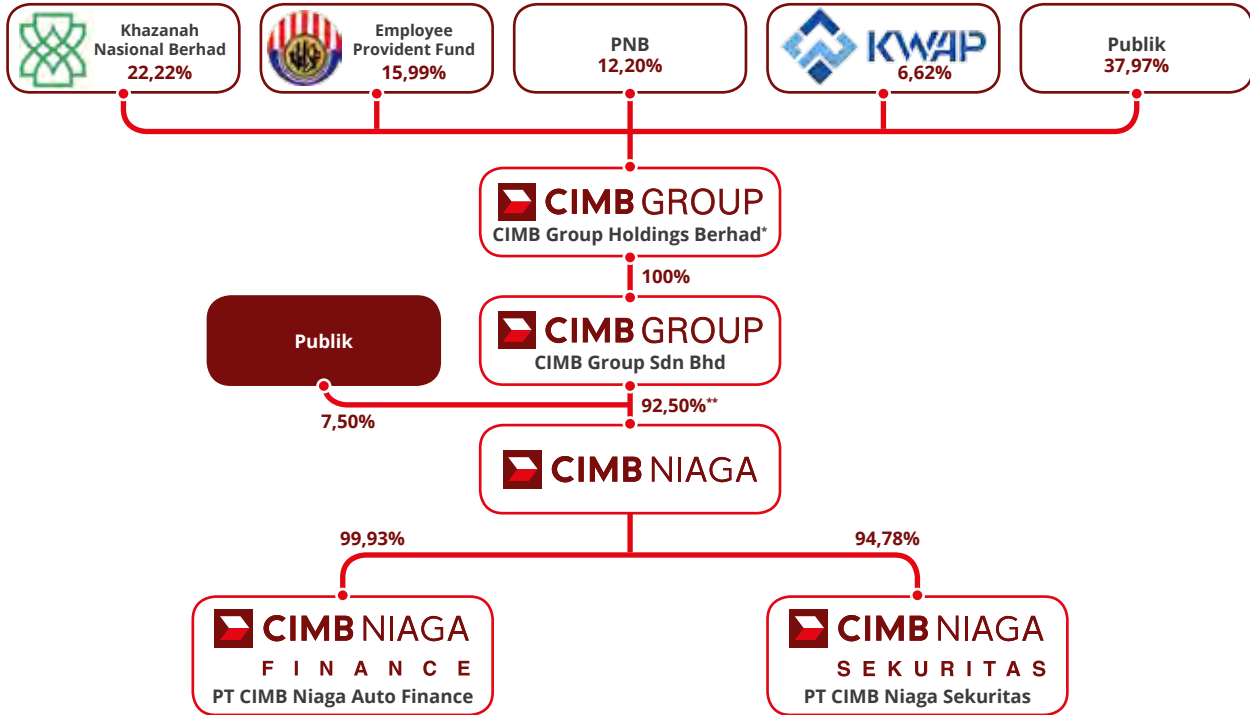 Khazanah
Nasional Berhad
22,22%
Employee
Provident Fund
15,99%
PNB
12,20%
KWAP
6,62%
Publik
37,97%
CIMB GROUP
CIMB Group Holdings Berhad*
100%
CIMB GROUP
CIMB Group Sdn Bhd
Publik
7,50%
92,50%**
CIMB NIAGA
99,93%
94,78%
CIMB NIAGA
FINANCE
PT CIMB Niaga Auto Finance
CIMB NIAGA
SEKURITAS
PT CIMB Niaga Sekuritas